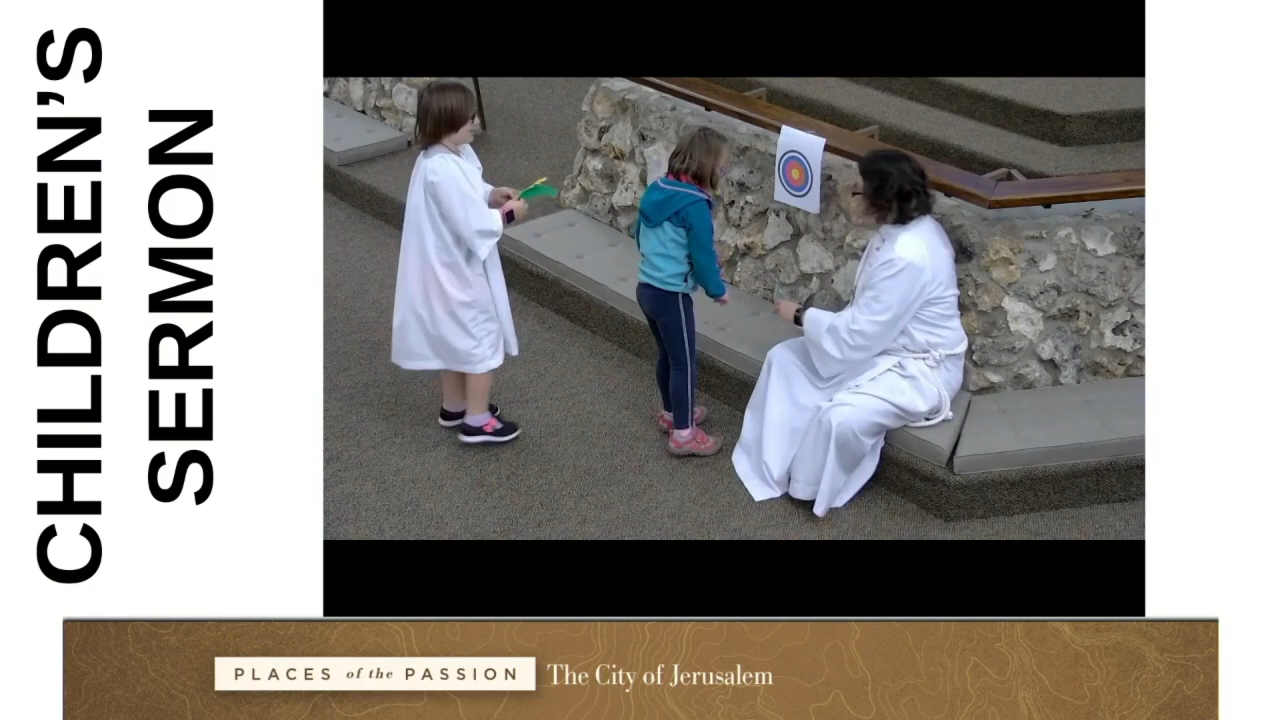 CHILDREN'S
SERMON
PLACES of the PASSION The City of Jerusalem